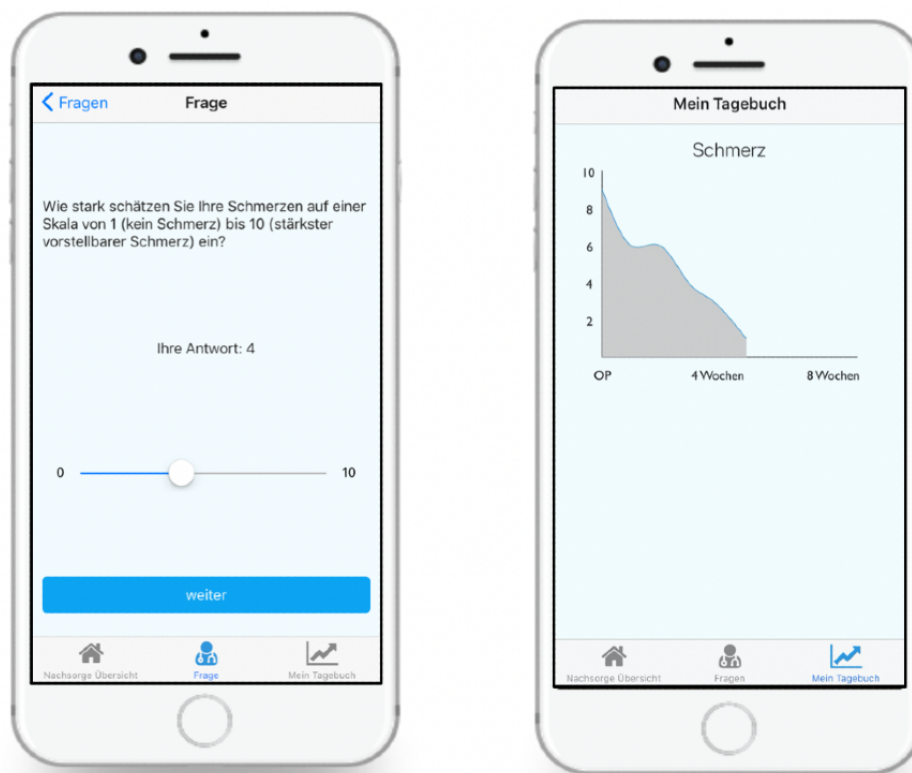 Fragen
Frage
Wie stark schätzen Sie Ihre Schmerzen auf einer
Skala von 1 (kein Schmerz) bis 10 (stärkster
vorstellbarer Schmerz) ein?
Ihre Antwort: 4
0
10
weiter
Nachsorge Übersicht
Frage
Mein Tagebuch
Mein Tagebuch
Schmerz
10
8
6
4
2
OP
4 Wochen
8 Wochen
Nachsorge Übersicht
Fragen
Mein Tagebuch